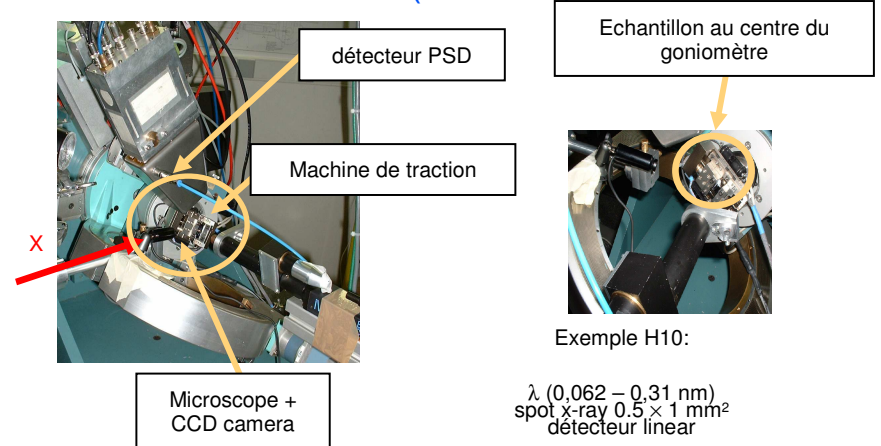 (
détecteur PSD
Echantillon au centre du
goniomètre
Machine de traction
X
Microscope +
CCD camera
Exemple H10:
λ (0,062 – 0,31 nm)
spot x-ray 0.5 × 1 mm²
détecteur linear